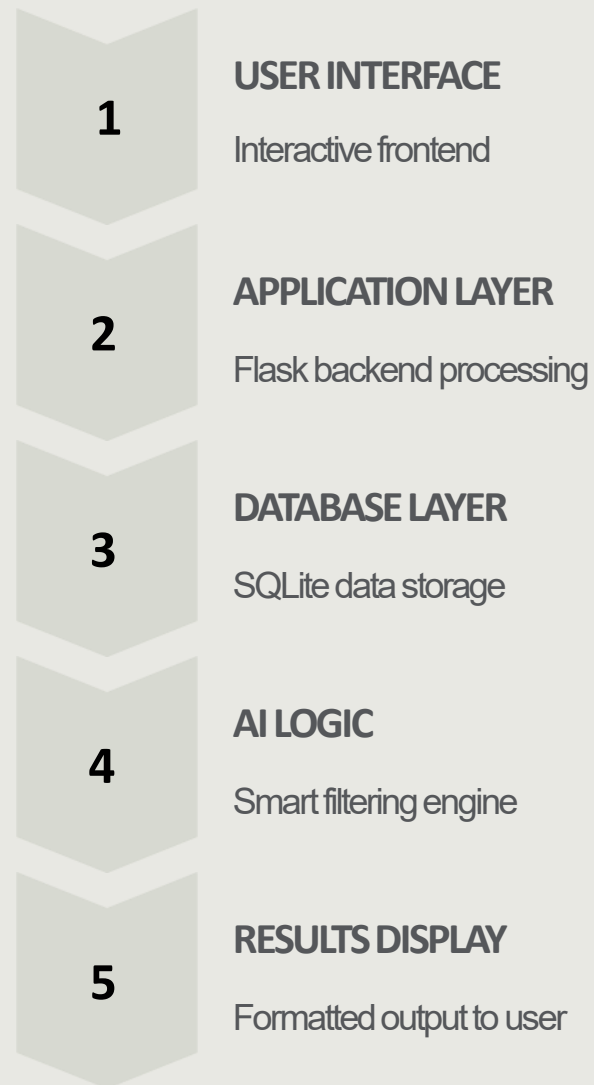 1
USER INTERFACE
Interactive frontend
2
APPLICATION LAYER
Flask backend processing
3
DATABASE LAYER
SQLite data storage
4
AI LOGIC
Smart filtering engine
5
RESULTS DISPLAY
Formatted output to user